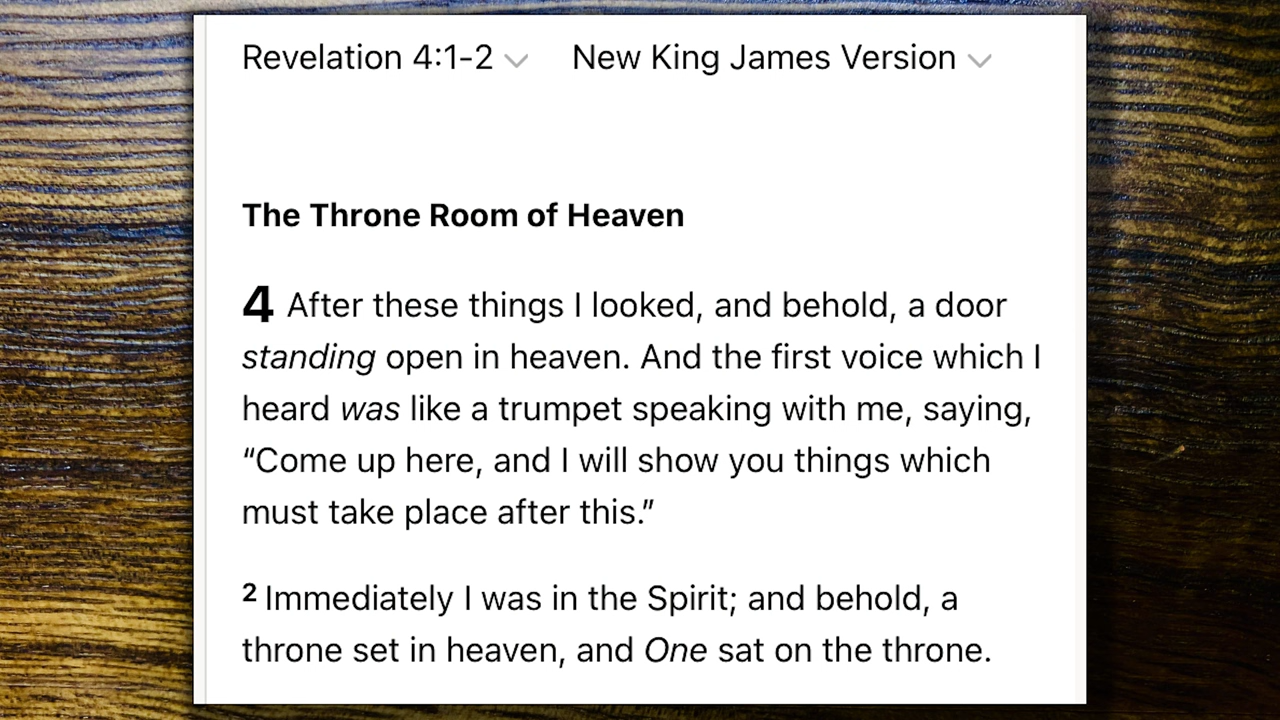 Revelation 4:1-2 New King James Version
The Throne Room of Heaven
4 After these things I looked, and behold, a door
standing open in heaven. And the first voice which I
heard was like a trumpet speaking with me, saying,
“Come up here, and I will show you things which
must take place after this.”
2 Immediately I was in the Spirit; and behold, a
throne set in heaven, and One sat on the throne.